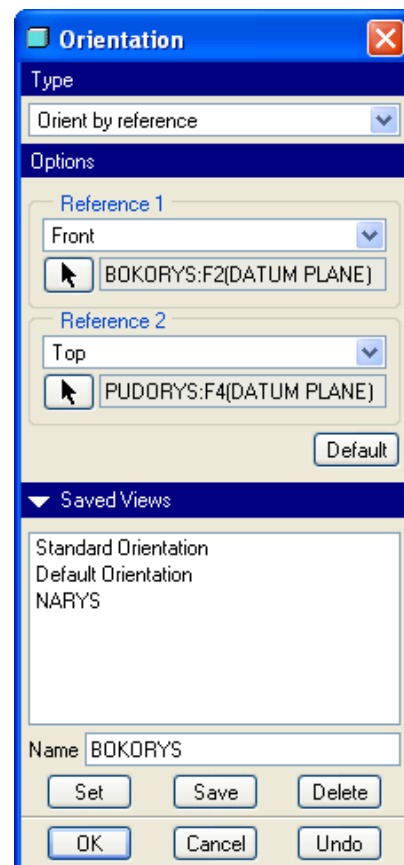 Orientation
Type
Orient by reference
Options
Reference 1
Front
BOKORYS:F2(DATUM PLANE)
Reference 2
Top
PUDORYS:F4(DATUM PLANE)
Default
Saved Views
Standard Orientation
Default Orientation
NARYS
Name BOKORYS
Set Save Delete
OK Cancel Undo